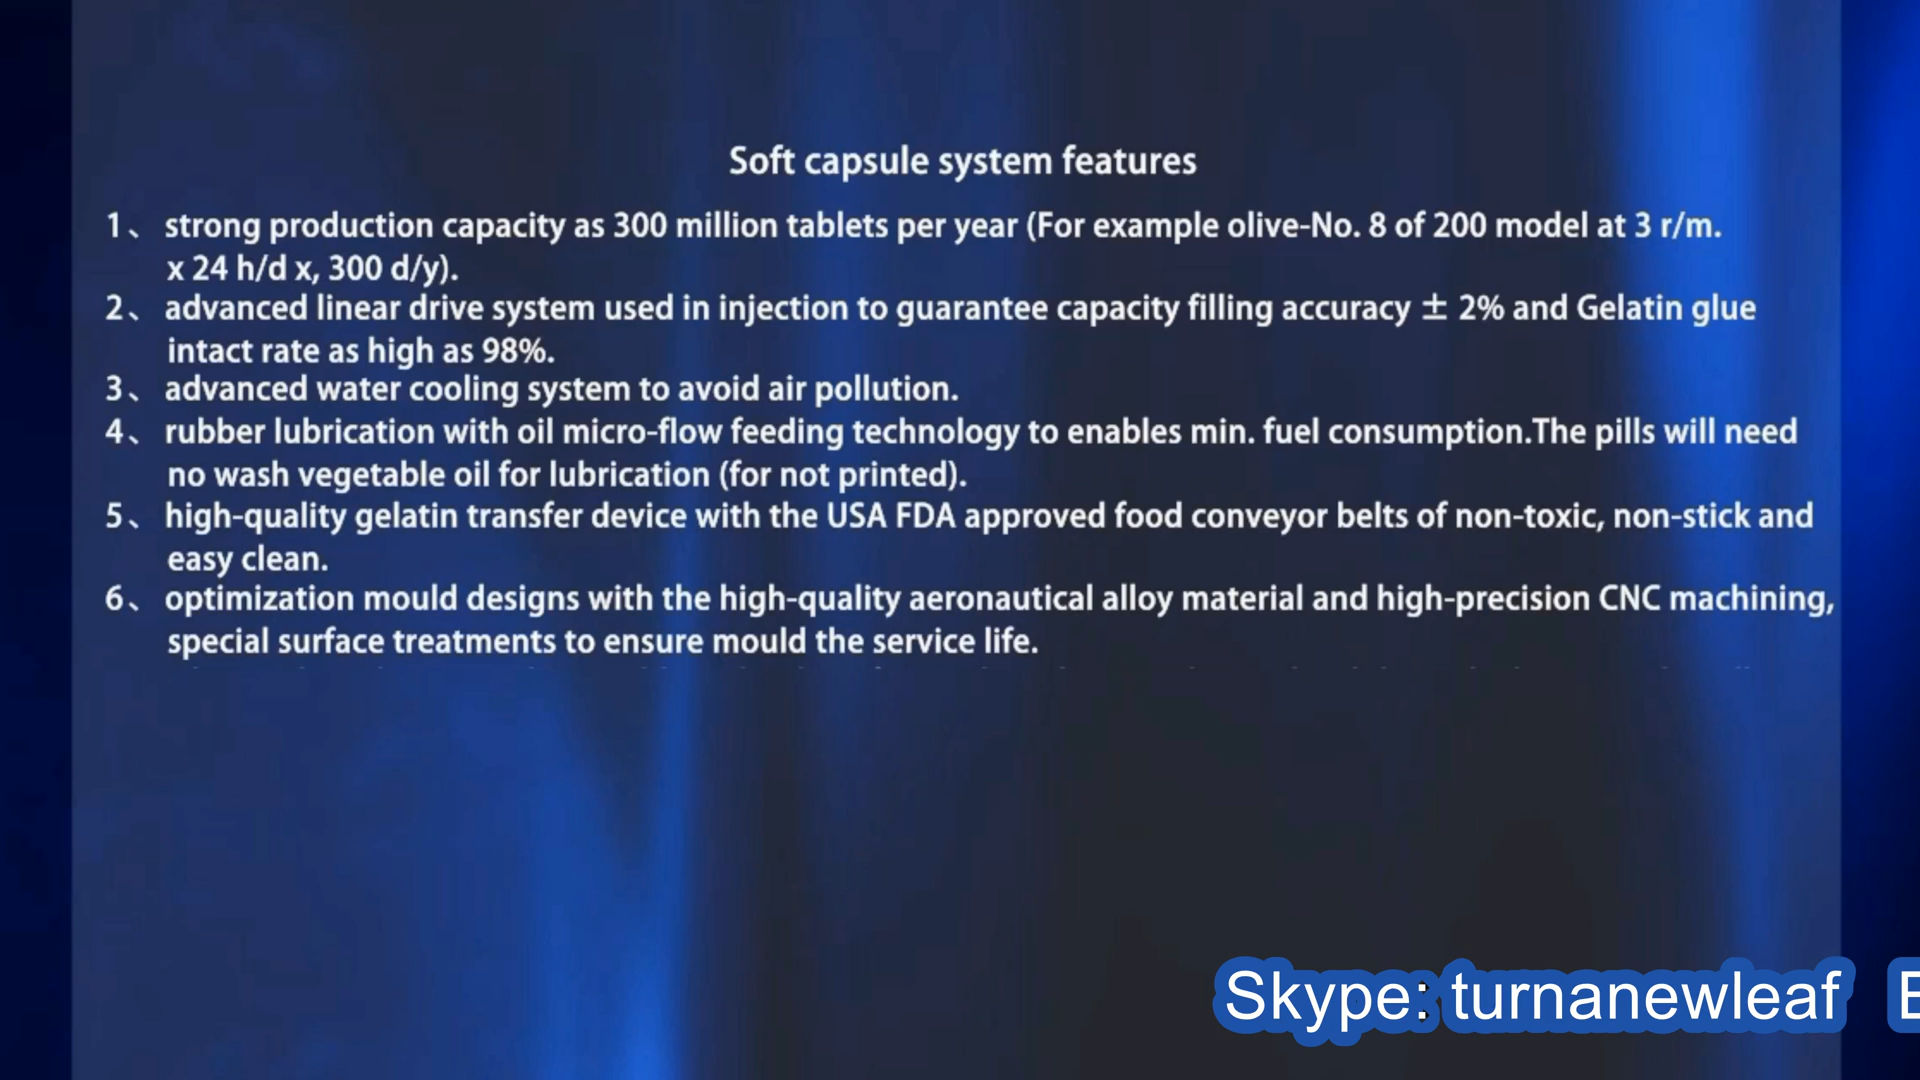 Soft capsule system features
1、 strong production capacity as 300 million tablets per year (For example olive-No. 8 of 200 model at 3 r/m.
x 24 h/d x, 300 d/y).
2、 advanced linear drive system used in injection to guarantee capacity filling accuracy ± 2% and Gelatin glue
intact rate as high as 98%.
3、 advanced water cooling system to avoid air pollution.
4、 rubber lubrication with oil micro-flow feeding technology to enables min. fuel consumption.The pills will need
no wash vegetable oil for lubrication (for not printed).
5、 high-quality gelatin transfer device with the USA FDA approved food conveyor belts of non-toxic, non-stick and
easy clean.
6、 optimization mould designs with the high-quality aeronautical alloy material and high-precision CNC machining,
special surface treatments to ensure mould the service life.
Skype: turnanewleaf